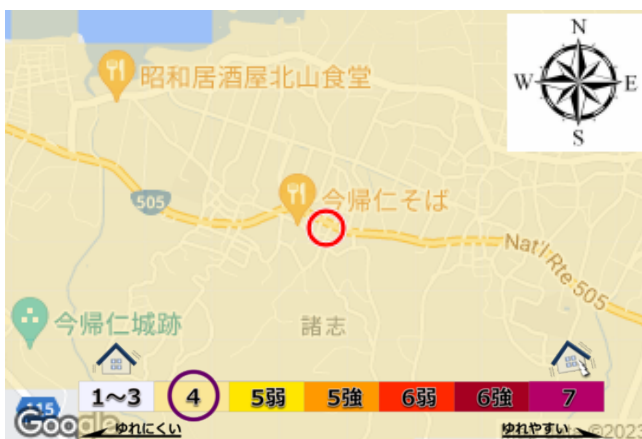 N
昭和居酒屋北山食堂
W
E
S
505
今帰仁そば
Nat'l Rte 505
今帰仁城跡
諸志
1～3
4
5弱
5強
6弱
6強
7
115
Google
ゆれにくい
ゆれやすい
©2023